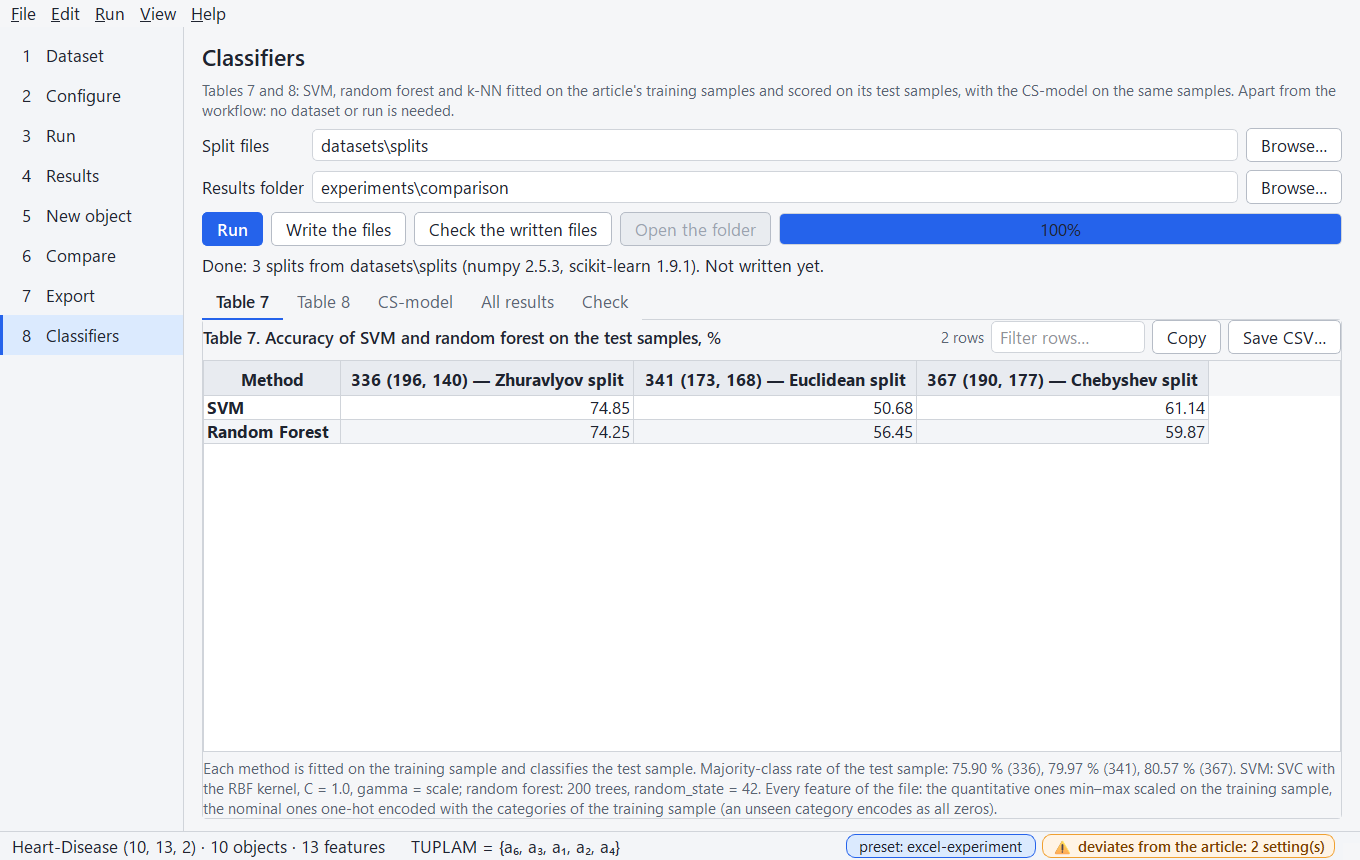 File Edit Run View Help
1 Dataset
2 Configure
3 Run
4 Results
5 New object
6 Compare
7 Export
8 Classifiers
Classifiers
Tables 7 and 8: SVM, random forest and k-NN fitted on the article's training samples and scored on its test samples, with the CS-model on the same samples. Apart from the
workflow: no dataset or run is needed.
Split files datasets\splits Browse...
Results folder experiments\comparison Browse...
Run Write the files Check the written files Open the folder 100%
Done: 3 splits from datasets\splits (numpy 2.5.3, scikit-learn 1.9.1). Not written yet.
Table 7 Table 8 CS-model All results Check
Table 7. Accuracy of SVM and random forest on the test samples, % 2 rows Filter rows... Copy Save CSV...
Method 336 (196, 140) — Zhuravlyov split 341 (173, 168) — Euclidean split 367 (190, 177) — Chebyshev split
SVM 74.85 50.68 61.14
Random Forest 74.25 56.45 59.87
Each method is fitted on the training sample and classifies the test sample. Majority-class rate of the test sample: 75.90 % (336), 79.97 % (341), 80.57 % (367). SVM: SVC with
the RBF kernel, C = 1.0, gamma = scale; random forest: 200 trees, random_state = 42. Every feature of the file: the quantitative ones min–max scaled on the training sample,
the nominal ones one-hot encoded with the categories of the training sample (an unseen category encodes as all zeros).
Heart-Disease (10, 13, 2) · 10 objects · 13 features TUPLAM = {a₆, a₃, a₁, a₂, a₄} preset: excel-experiment ⚠ deviates from the article: 2 setting(s)